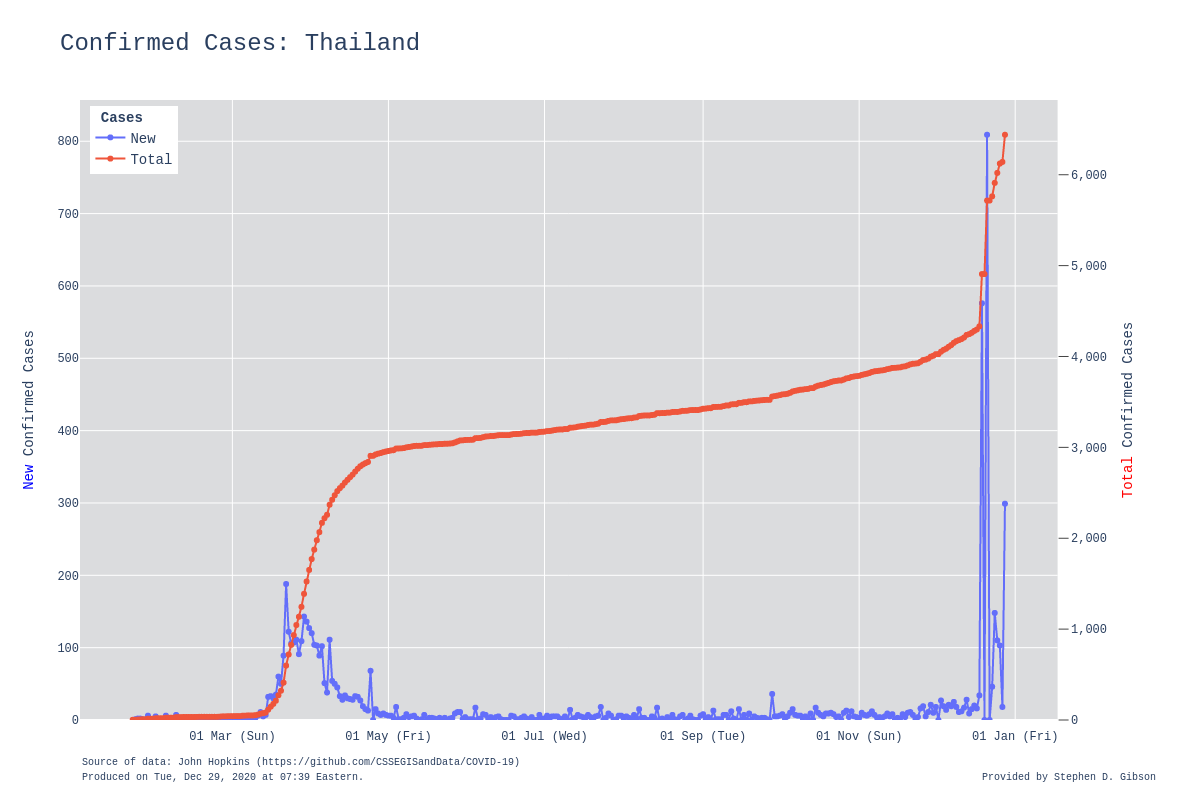 Confirmed Cases: Thailand
Cases
New
Total
800
700
600
500
400
300
200
100
0
New Confirmed Cases
6,000
5,000
4,000
3,000
2,000
1,000
0
Total Confirmed Cases
01 Mar (Sun)
01 May (Fri)
01 Jul (Wed)
01 Sep (Tue)
01 Nov (Sun)
01 Jan (Fri)
Source of data: John Hopkins (https://github.com/CSSEGISandData/COVID-19)
Produced on Tue, Dec 29, 2020 at 07:39 Eastern.
Provided by Stephen D. Gibson